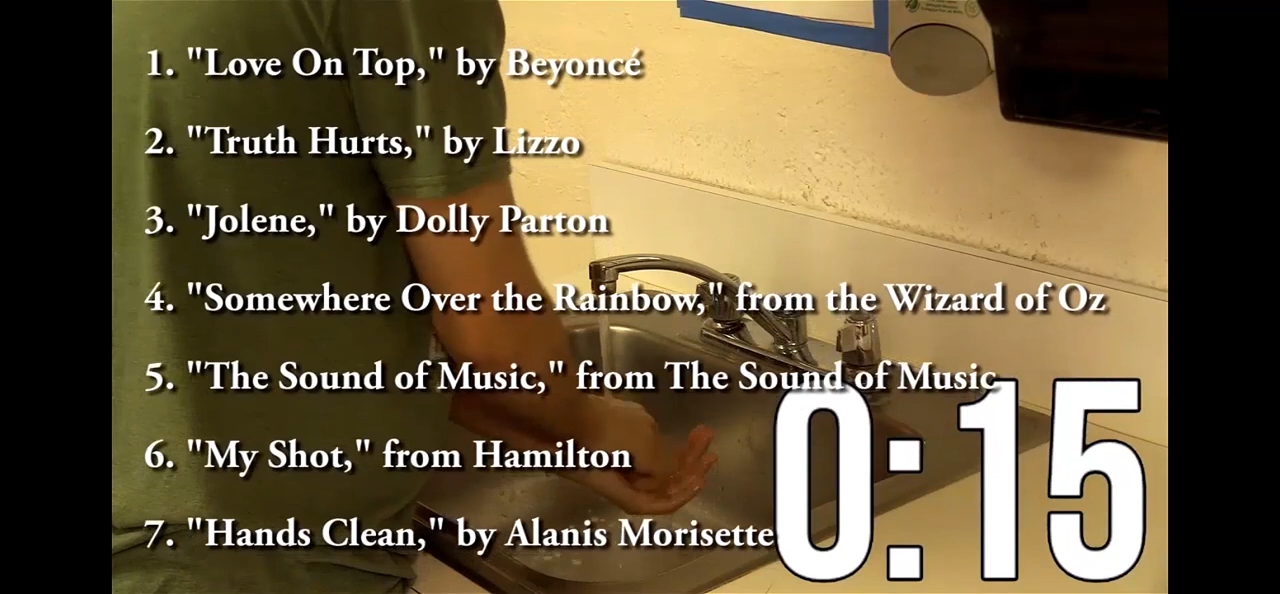 1. "Love On Top," by Beyoncé
2. "Truth Hurts," by Lizzo
3. "Jolene," by Dolly Parton
4. "Somewhere Over the Rainbow," from the Wizard of Oz
5. "The Sound of Music," from The Sound of Music
6. "My Shot," from Hamilton
7. "Hands Clean," by Alanis Morisette
0:15